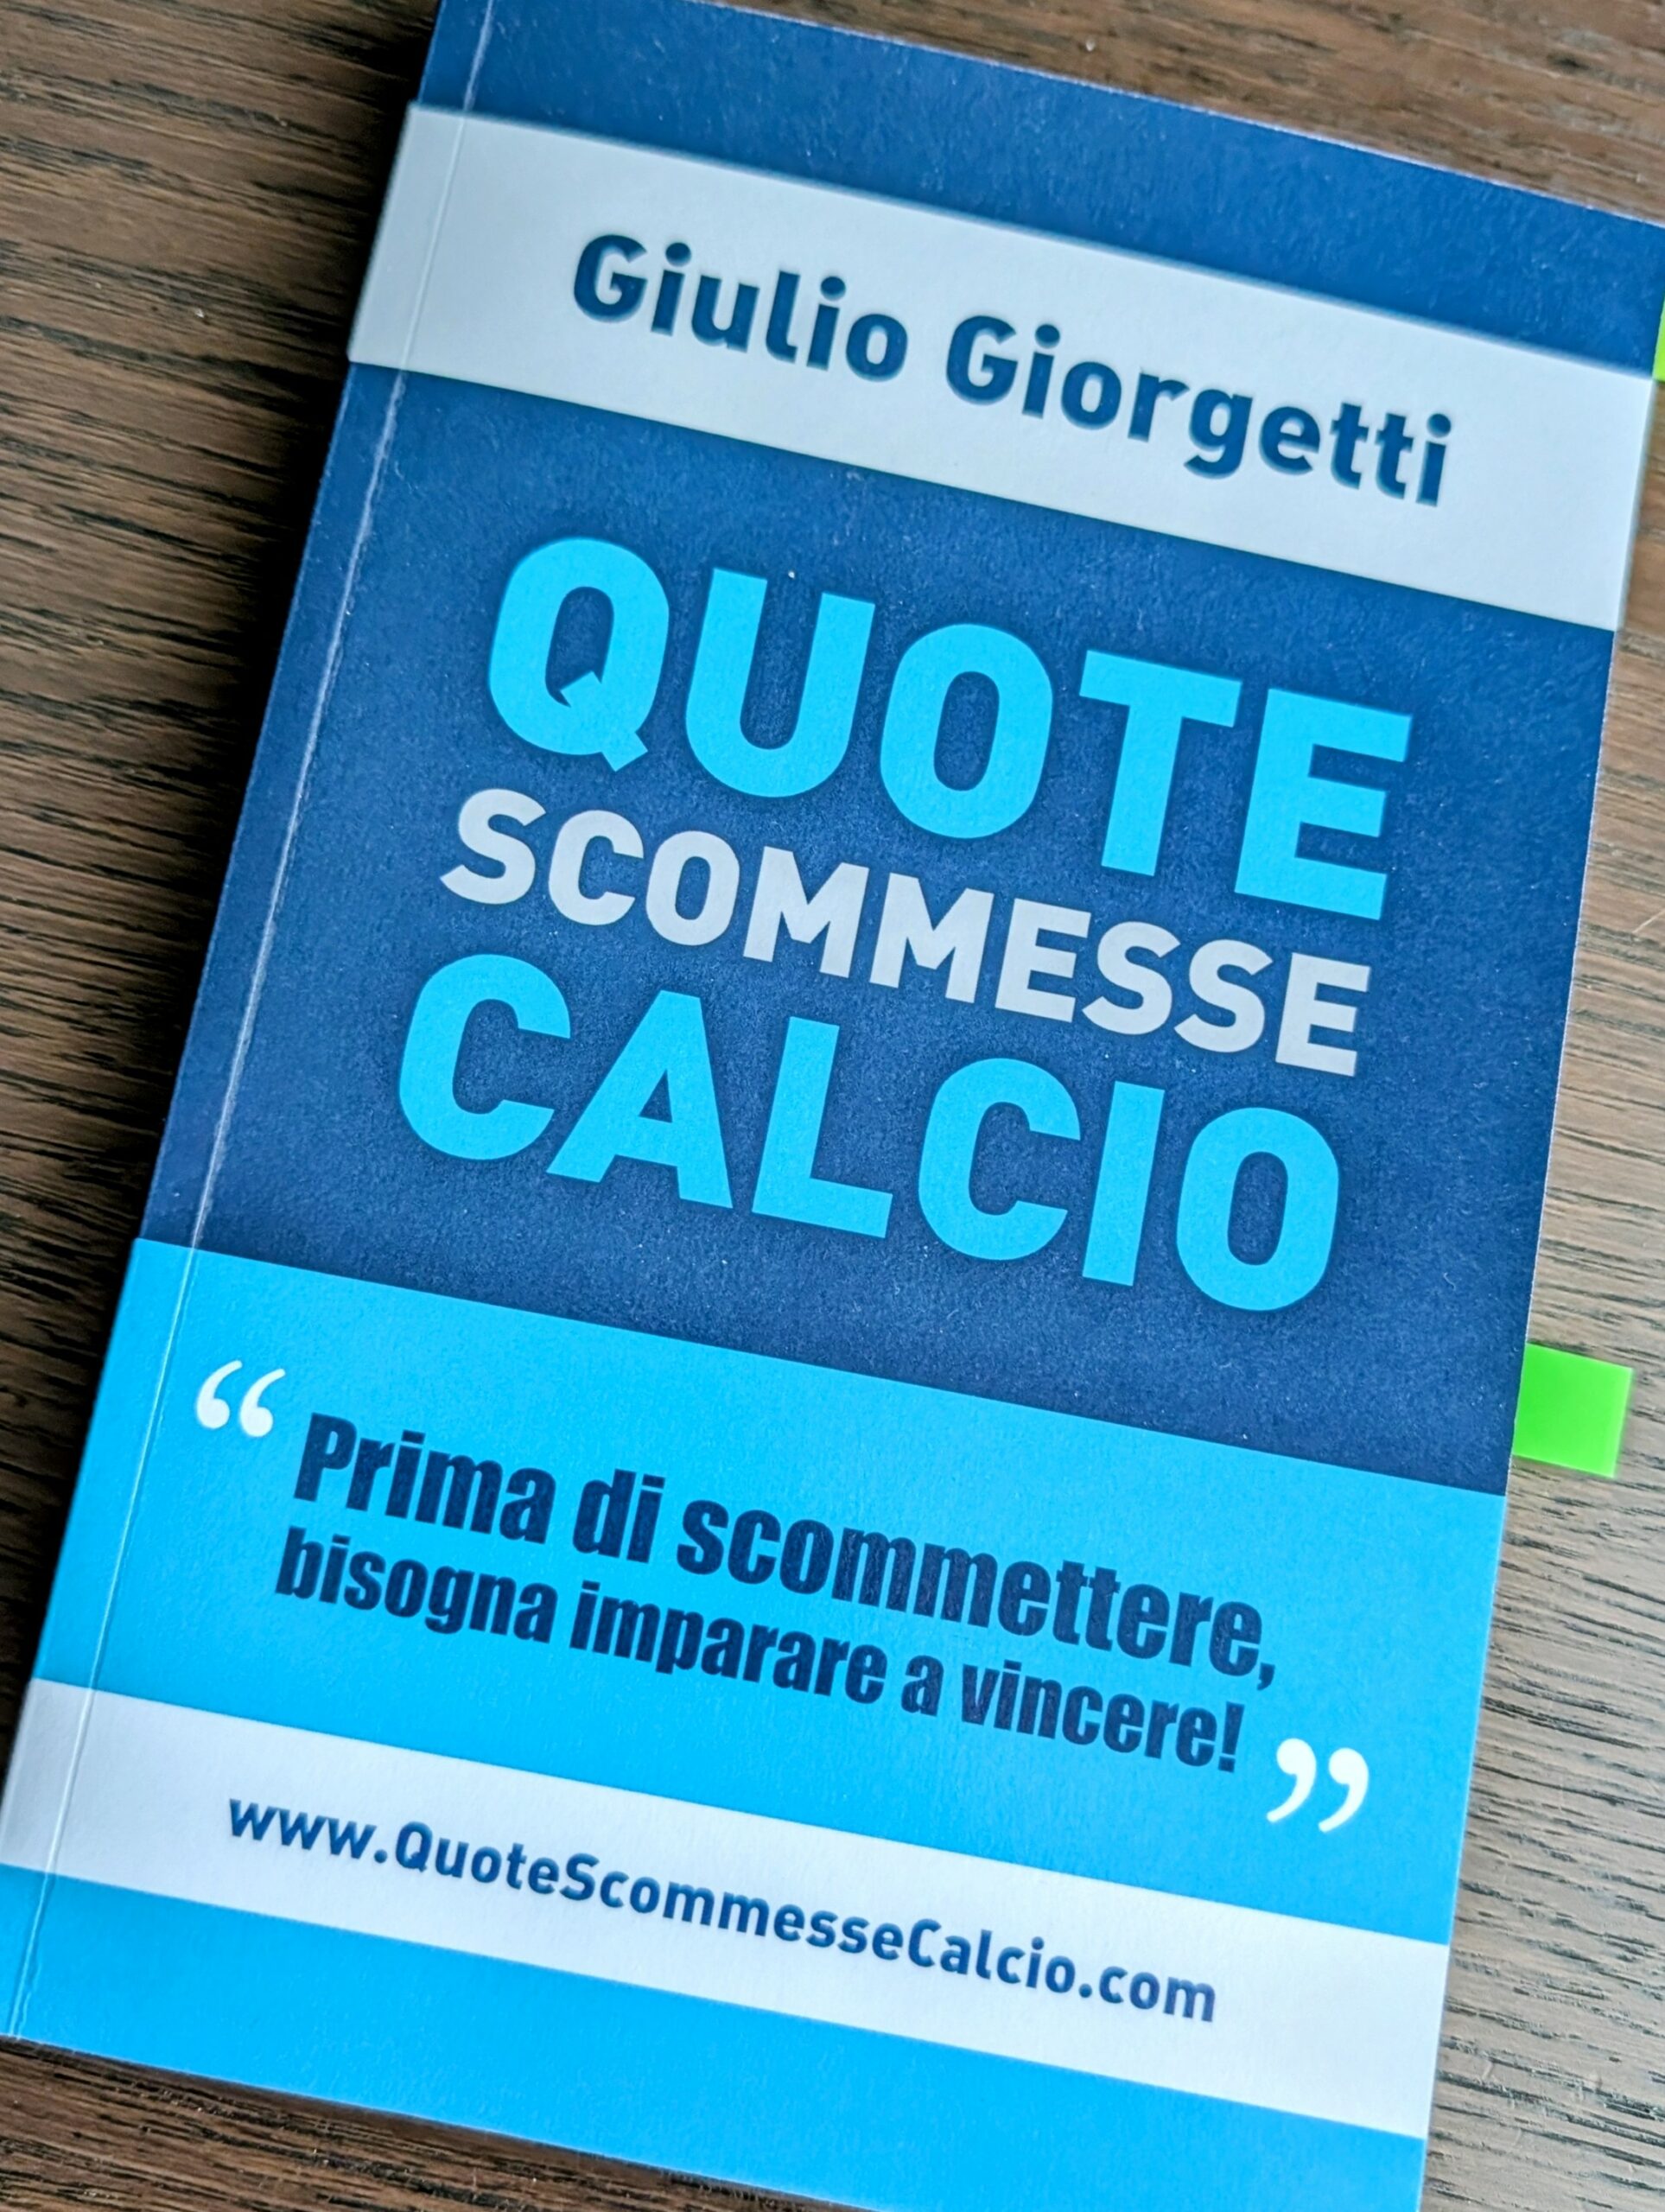 Giulio Giorgetti
QUOTE
SCOMMESSE
CALCIO
“Prima di scommettere,
bisogna imparare a vincere!”
www.QuoteScommesseCalcio.com